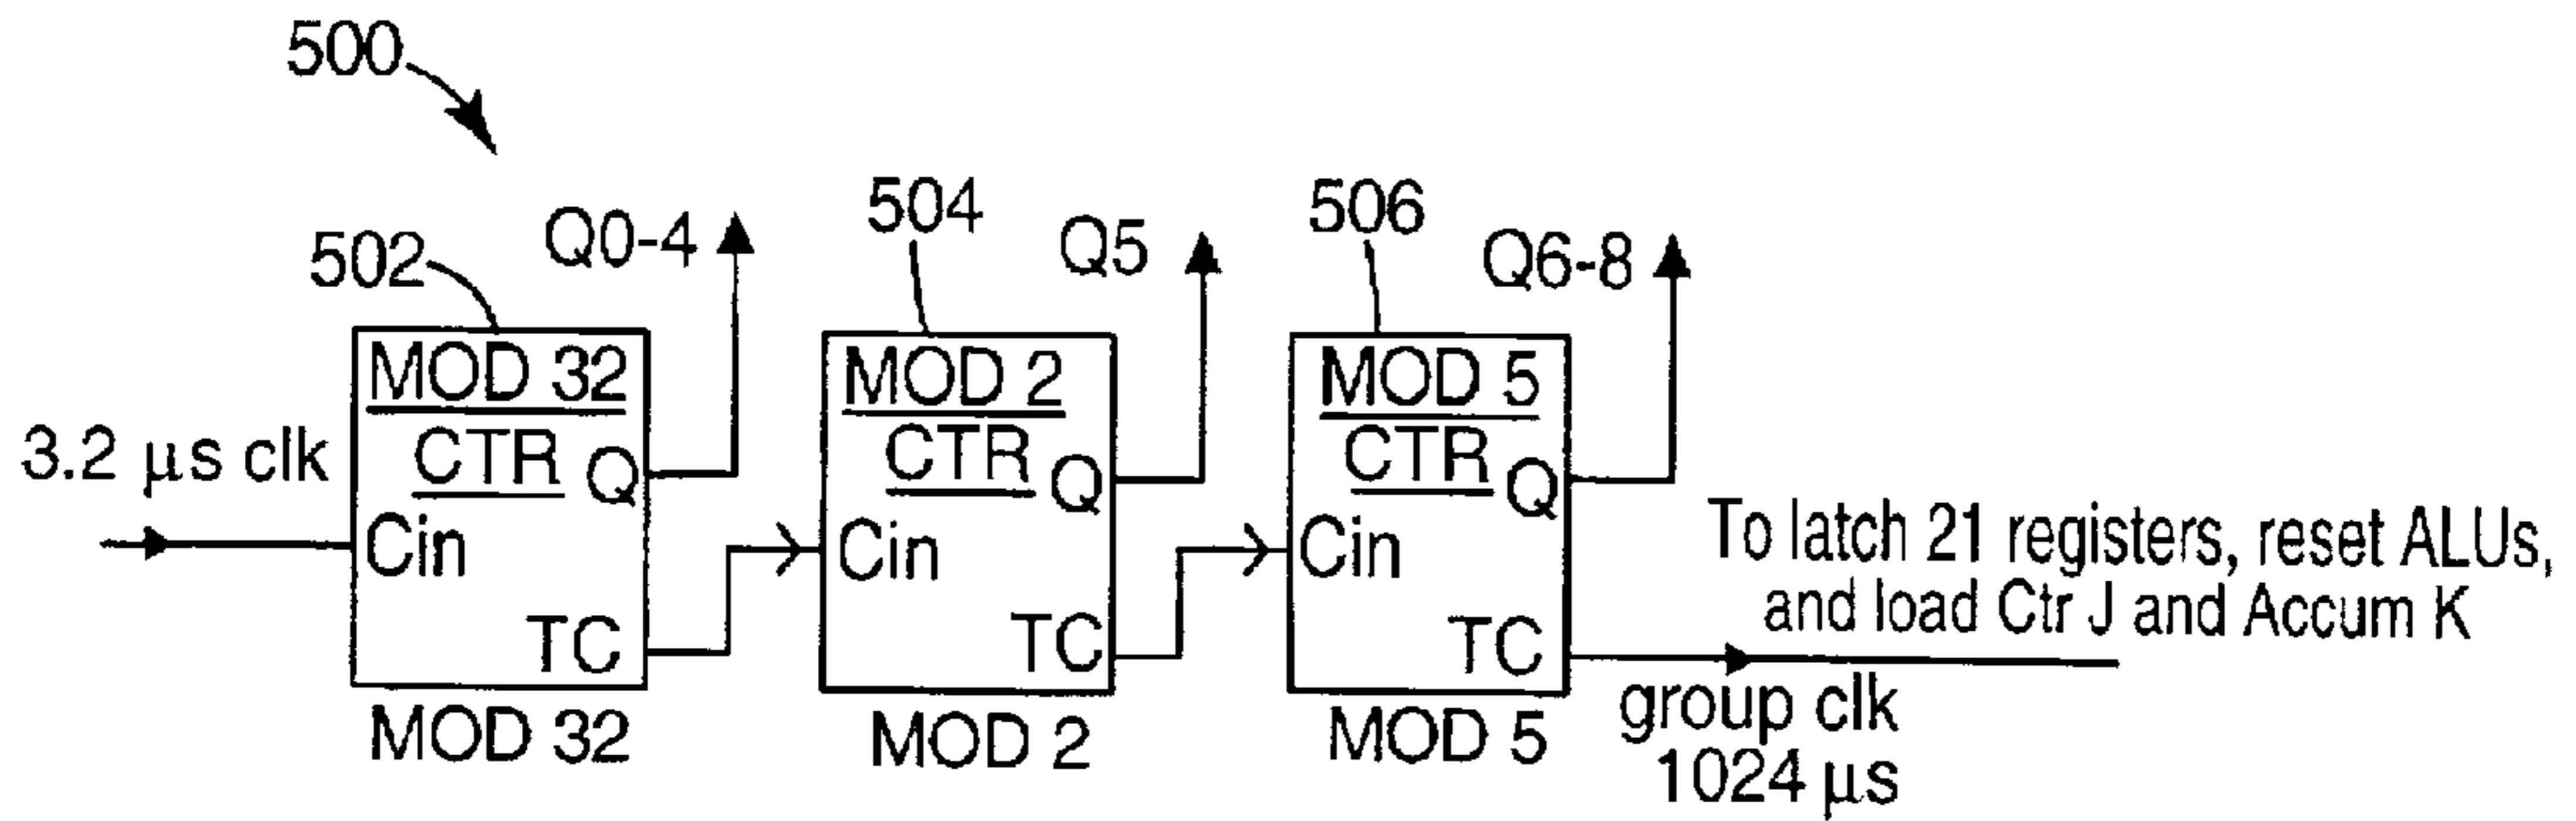 500
502
Q0-4
504
Q5
506
Q6-8
MOD 32
CTR
Q
Cin
TC
MOD 32
3.2 µs clk
MOD 2
CTR
Q
Cin
TC
MOD 2
MOD 5
CTR
Q
Cin
TC
MOD 5
To latch 21 registers, reset ALUs,
and load Ctr J and Accum K
group clk
1024 µs